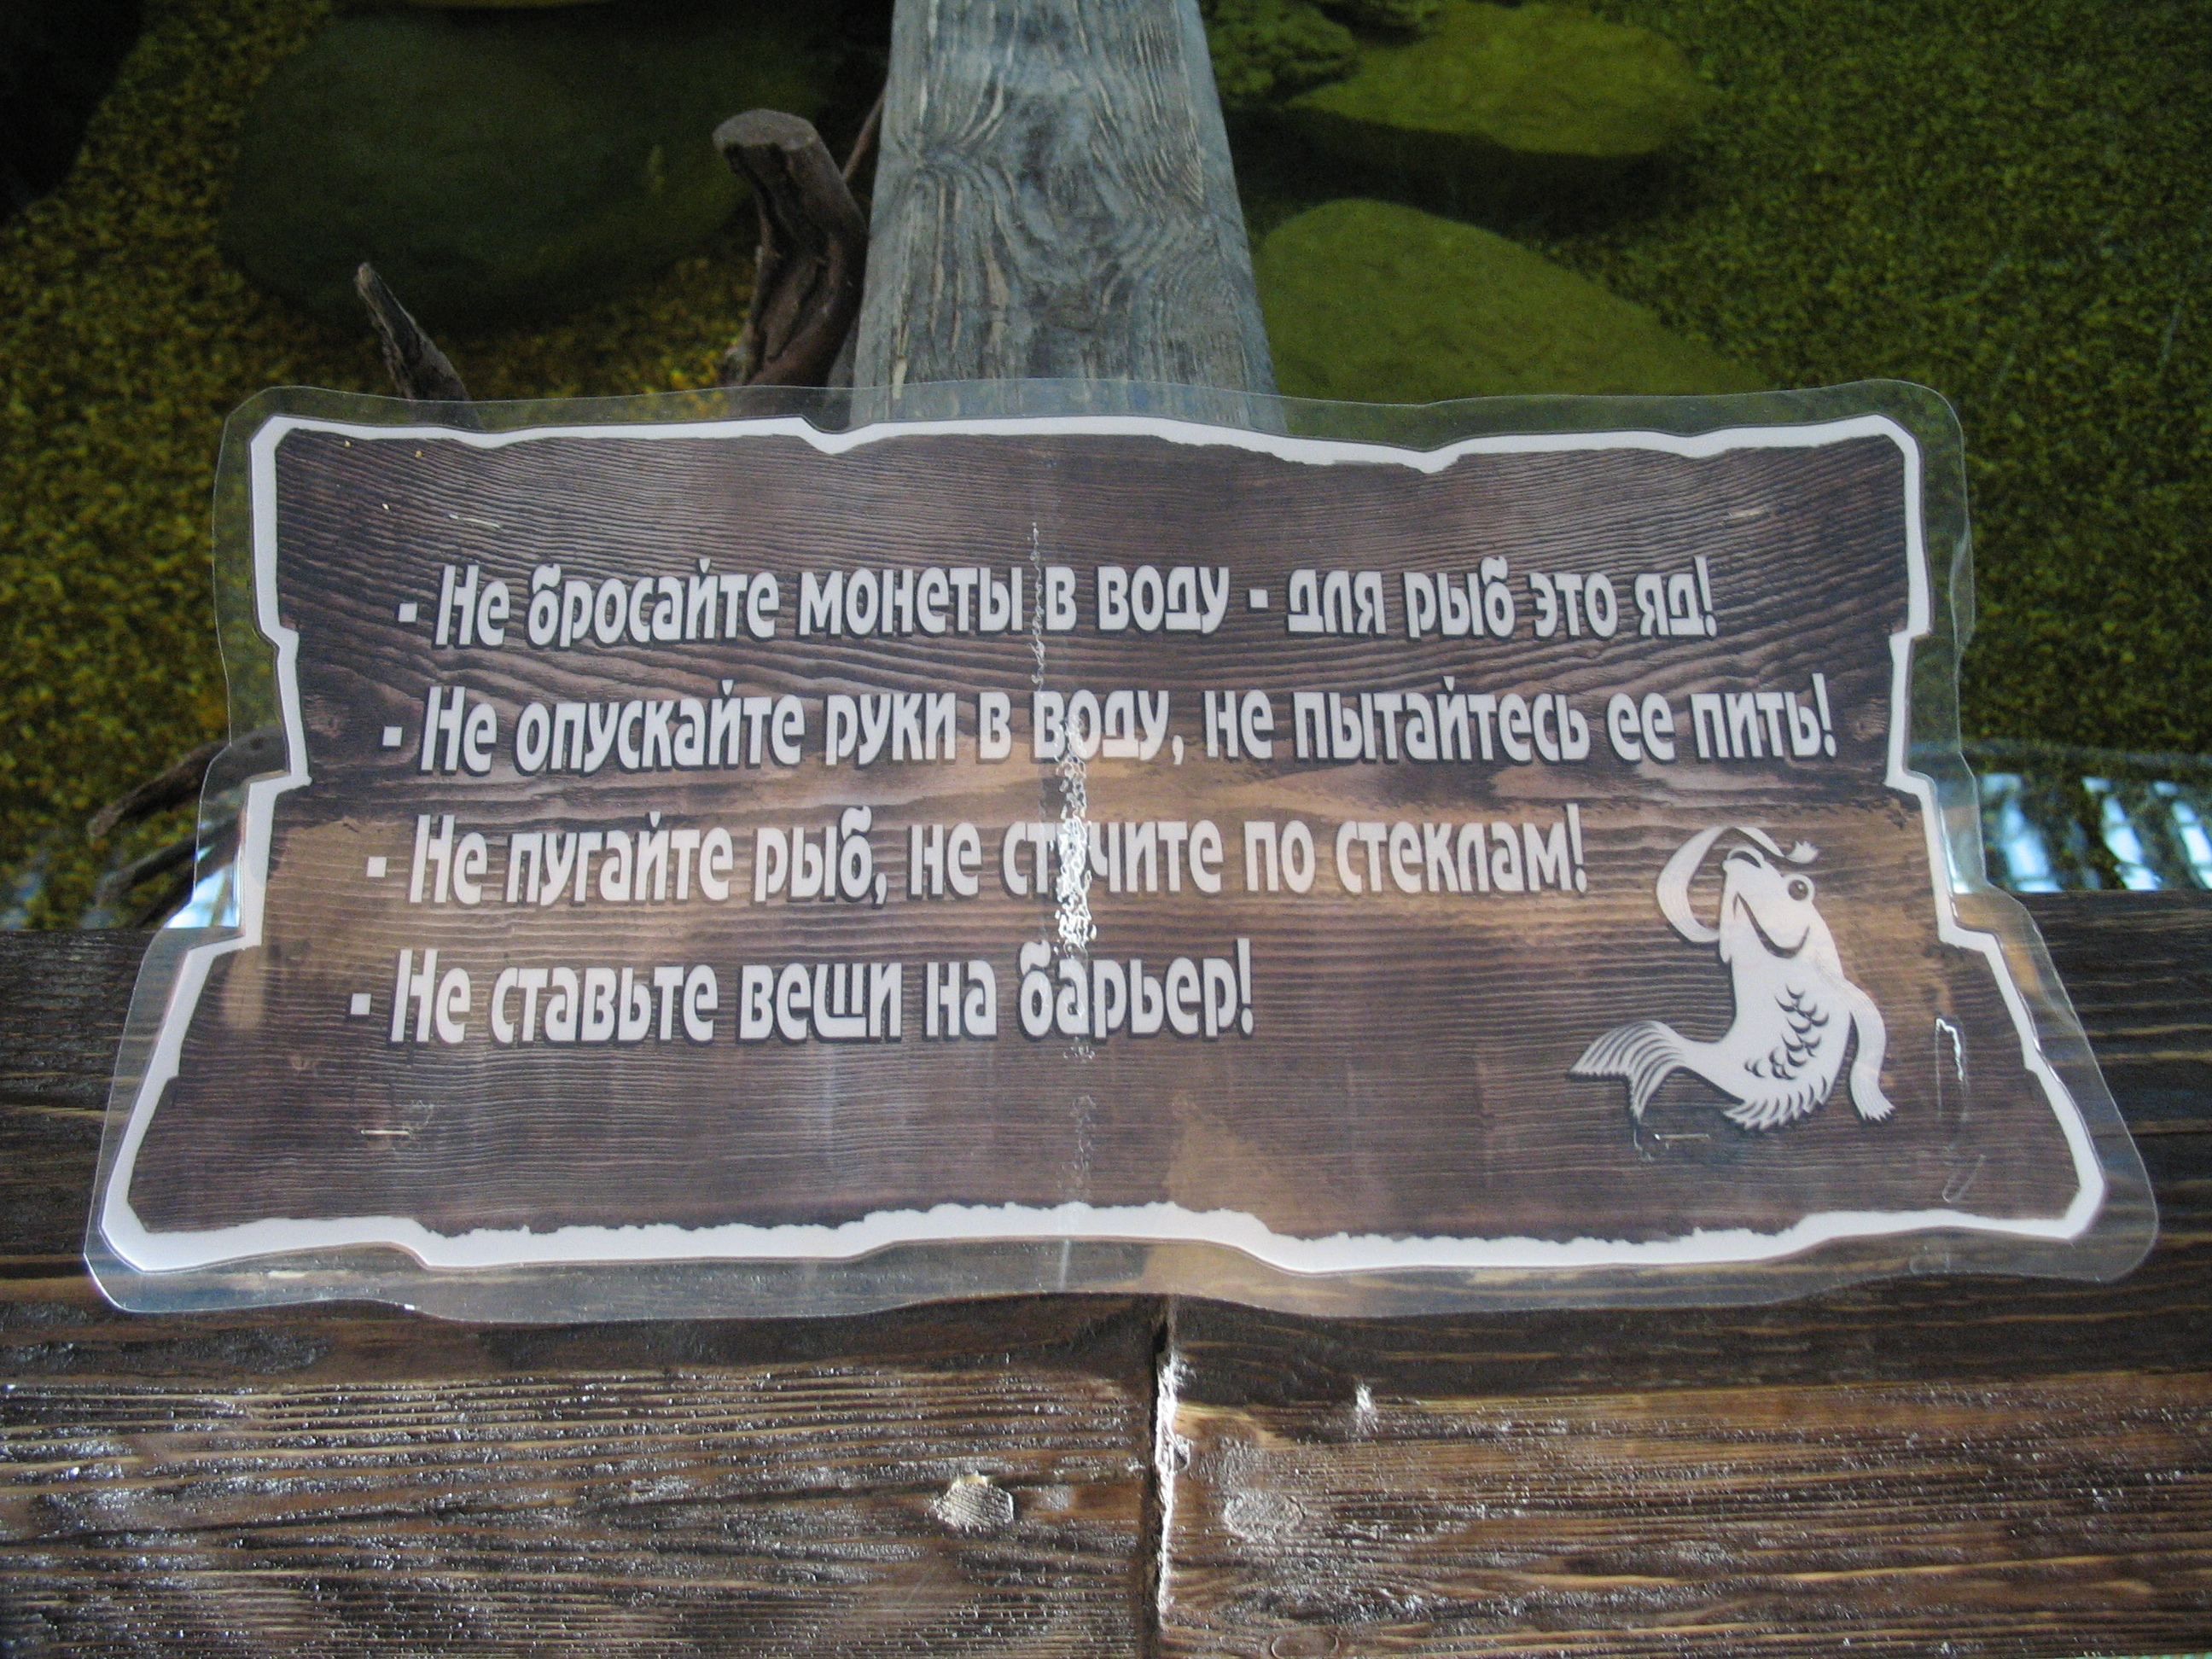 - Не бросайте монеты в воду - для рыб это яд!
- Не опускайте руки в воду, не пытайтесь ее пить!
- Не пугайте рыб, не стучите по стеклам!
- Не ставьте вещи на барьер!